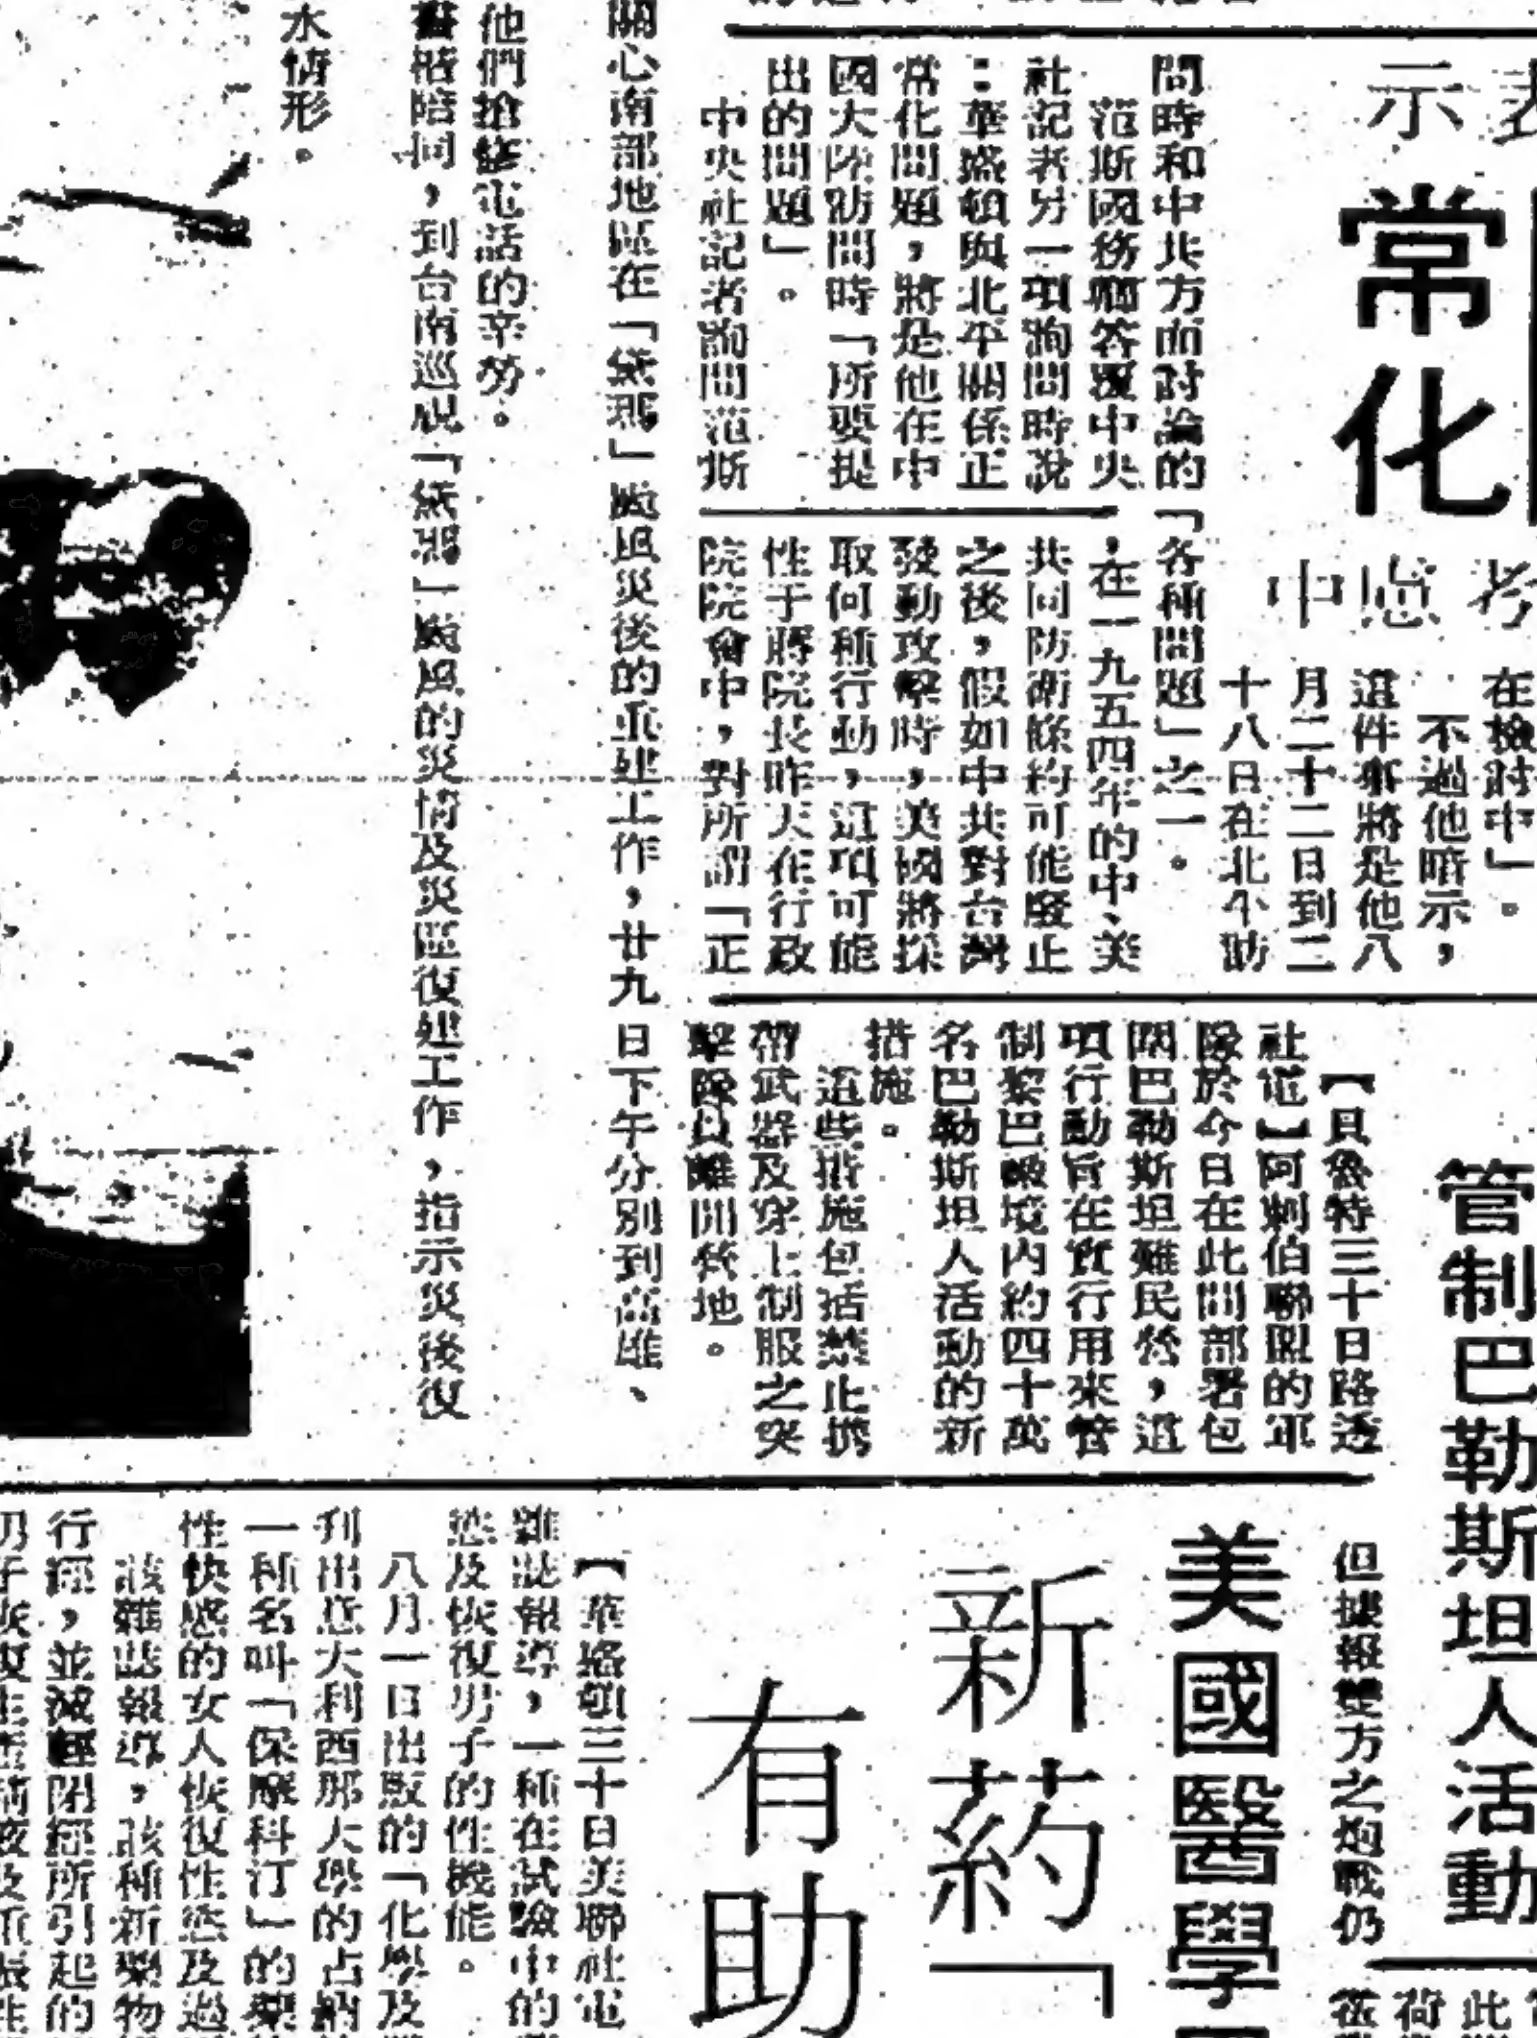 表示
常化
考慮中
在檢討中」。
不過他暗示，
這件事將是他八
月二十二日到二
十八日在北平訪
問時和中共方面討論的「各種問題」之一。
范斯國務卿答覆中央
社記者另一項詢問時說
：華盛頓與北平關係正
常化問題，將是他在中
國大陸訪問時「所要提
出的問題」。
中央社記者詢問范斯
，在一九五四年的中、美
共同防衛條約可能廢止
之後，假如中共對台灣
發動攻擊時，美國將採
取何種行動，這項可能
性于蔣院長昨天在行政
院院會中，對所謂「正
關心南部地區在「賽瑪」颱風災後的重建工作，廿九日下午分別到高雄、
他們搶修電話的辛勞。
陪同，到台南巡視「賽瑪」颱風的災情及災區復建工作，指示災後復
水情形。
管制巴勒斯坦人活動
但據報雙方之炮戰仍
【貝魯特三十日路透
社電】阿剌伯聯盟的軍
隊於今日在此間部署包
圍巴勒斯坦難民營，這
項行動旨在實行用來管
制黎巴嫩境內約四十萬
名巴勒斯坦人活動的新
措施。
這些措施包括禁止攜
帶武器及穿上制服之突
擊隊員離開營地。
美國醫學
新葯「
有助
【華盛頓三十日美聯社電
雜誌報導，一種在試驗中的
慾及恢復男子的性機能。
八月一日出版的「化學及
刊出意大利西那大學的占納
一種名叫「保摩科汀」的藥
性快感的女人恢復性慾及過
該雜誌報導，該種新藥物
行經，並減輕閉經所引起的